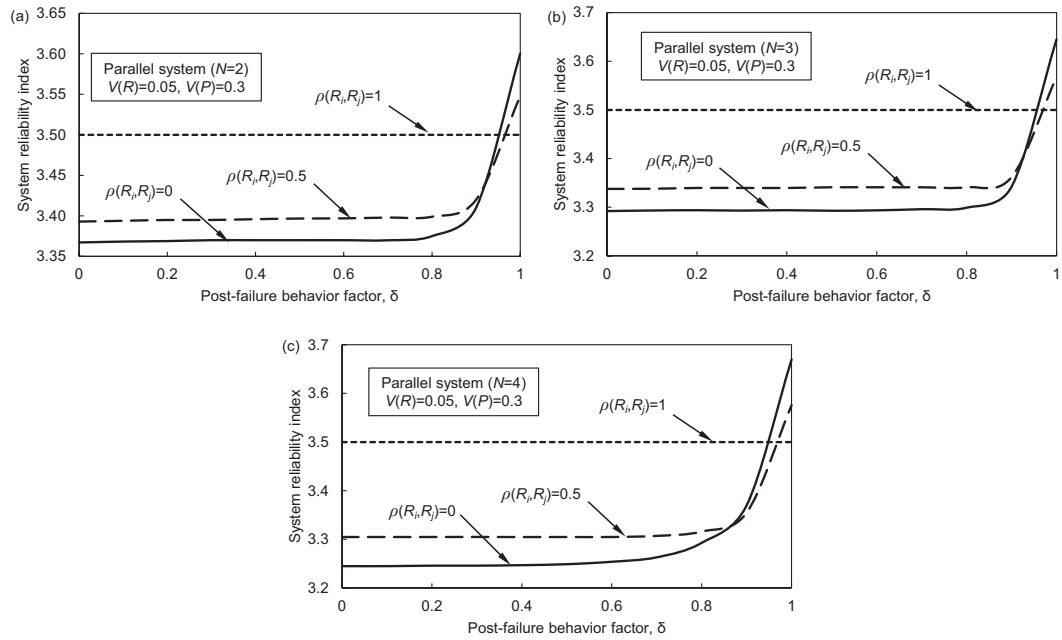 (a)
3.65
3.60
3.55
3.50
3.45
3.40
3.35
System reliability index
Parallel system (N=2)
V(R)=0.05, V(P)=0.3
ρ(Ri,Rj)=1
ρ(Ri,Rj)=0.5
ρ(Ri,Rj)=0
0 0.2 0.4 0.6 0.8 1
Post-failure behavior factor, δ
(b)
3.7
3.6
3.5
3.4
3.3
3.2
System reliability index
Parallel system (N=3)
V(R)=0.05, V(P)=0.3
ρ(Ri,Rj)=1
ρ(Ri,Rj)=0.5
ρ(Ri,Rj)=0
0 0.2 0.4 0.6 0.8 1
Post-failure behavior factor, δ
(c)
3.7
3.6
3.5
3.4
3.3
3.2
System reliability index
Parallel system (N=4)
V(R)=0.05, V(P)=0.3
ρ(Ri,Rj)=1
ρ(Ri,Rj)=0.5
ρ(Ri,Rj)=0
0 0.2 0.4 0.6 0.8 1
Post-failure behavior factor, δ